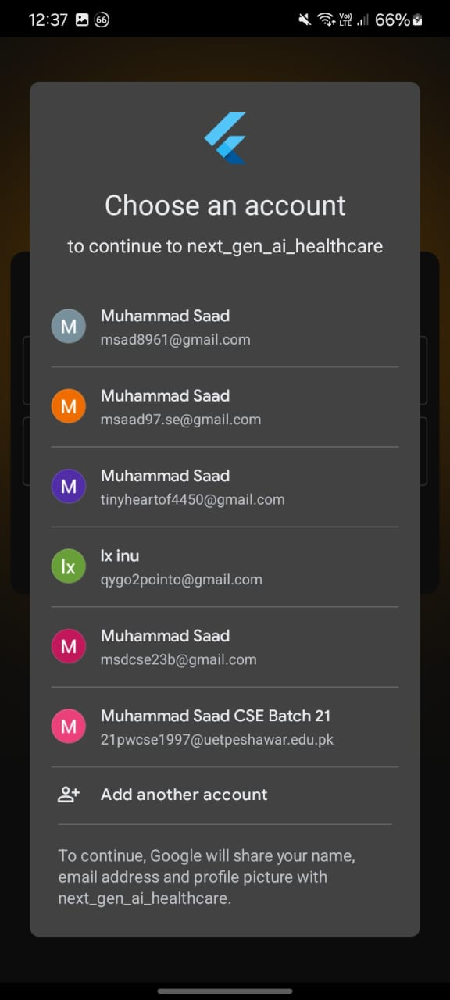 12:37 66 Vo) LTE 66%
Choose an account
to continue to next_gen_ai_healthcare
M Muhammad Saad
msad8961@gmail.com
M Muhammad Saad
msaad97.se@gmail.com
M Muhammad Saad
tinyheartof4450@gmail.com
Ix Ix inu
qygo2pointo@gmail.com
M Muhammad Saad
msdcse23b@gmail.com
M Muhammad Saad CSE Batch 21
21pwcse1997@uetpeshawar.edu.pk
Add another account
To continue, Google will share your name,
email address and profile picture with
next_gen_ai_healthcare.